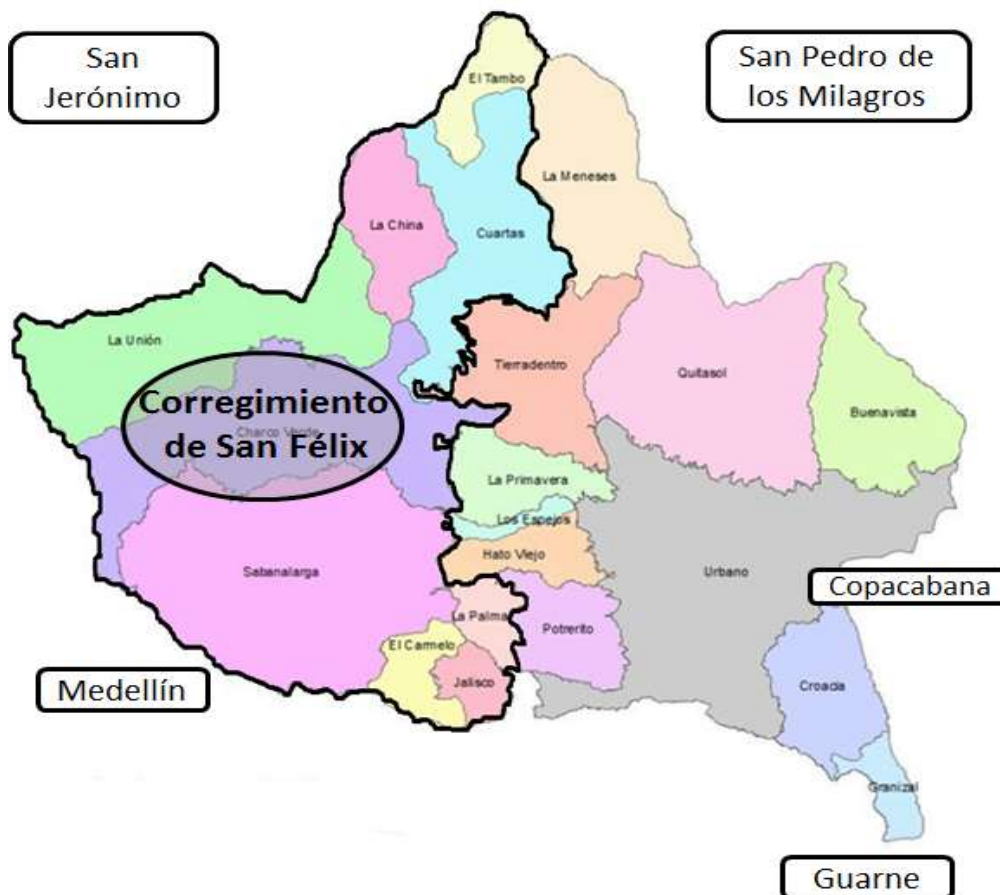 San
Jerónimo
San Pedro de
los Milagros
El Tambo
La Meneses
La China
Cuartas
La Unión
Tierradentro
Quitasol
Buenavista
Corregimiento
Charco Verde
de San Félix
La Primavera
Los Espejos
Hato Viejo
Sabanalarga
Urbano
Copacabana
La Palma
Potrerito
El Carmelo
Jalisco
Medellín
Croacia
Granizal
Guarne